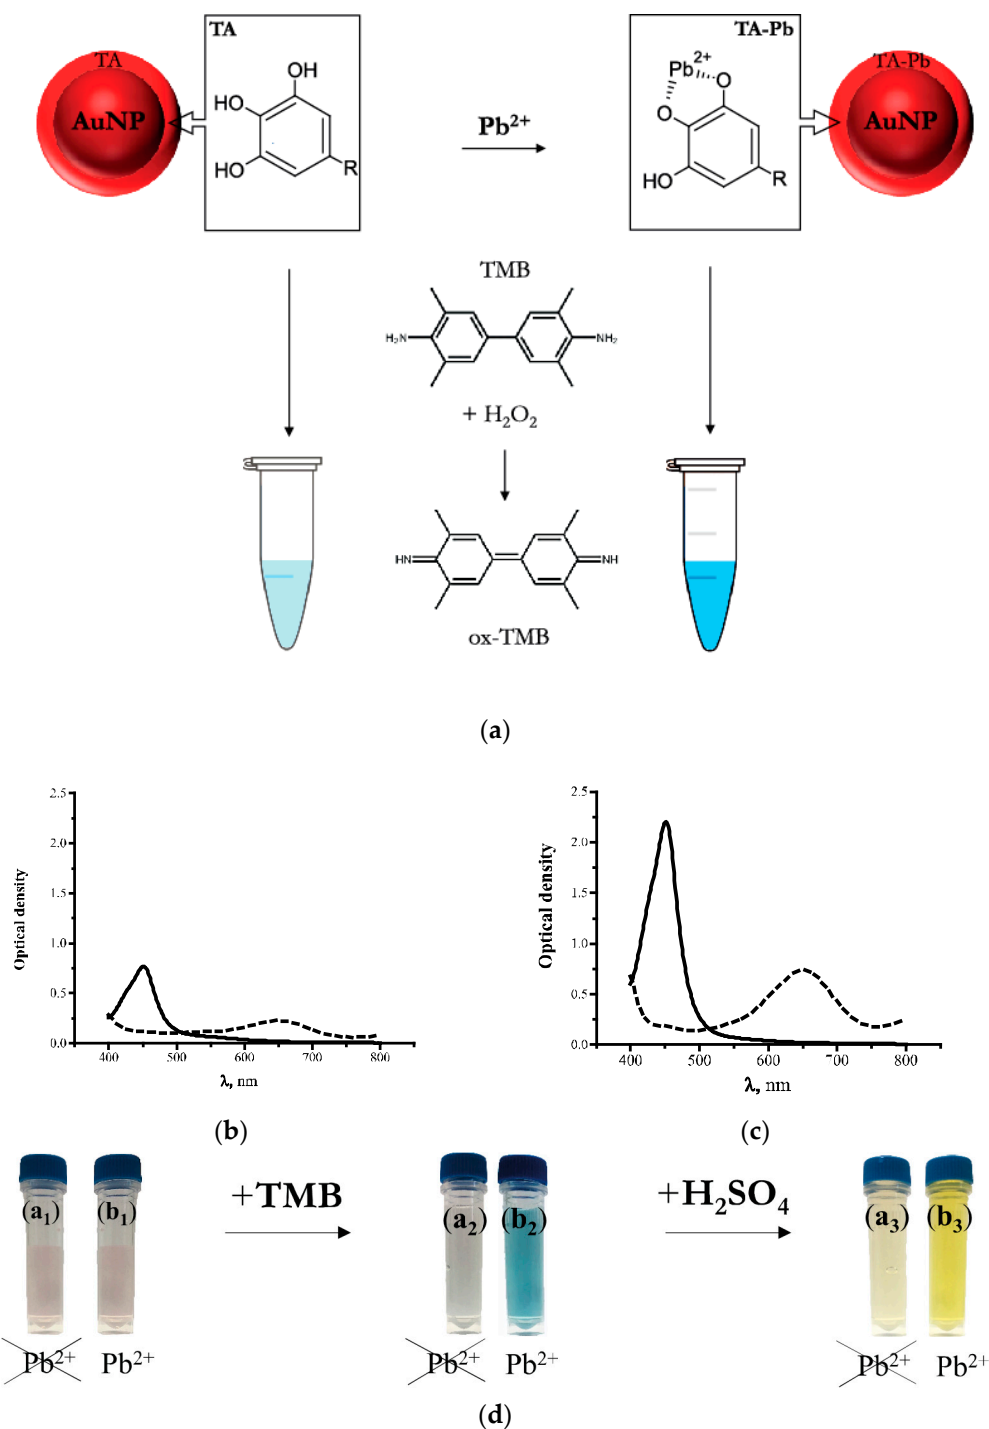 TA
TA
AuNP
OH
HO
HO
R
Pb²⁺
TA-Pb
Pb²⁺
O
O
HO
R
TA-Pb
AuNP
TMB
H₂N
NH₂
+ H₂O₂
HN
NH
ox-TMB
(a)
Optical density
2.5
2.0
1.5
1.0
0.5
0.0
400 500 600 700 800
λ, nm
(b)
Optical density
2.5
2.0
1.5
1.0
0.5
0.0
400 500 600 700 800
λ, nm
(c)
(a₁) (b₁)
+TMB
(a₂) (b₂)
+H₂SO₄
(a₃) (b₃)
Pb²⁺ Pb²⁺
Pb²⁺ Pb²⁺
Pb²⁺ Pb²⁺
(d)